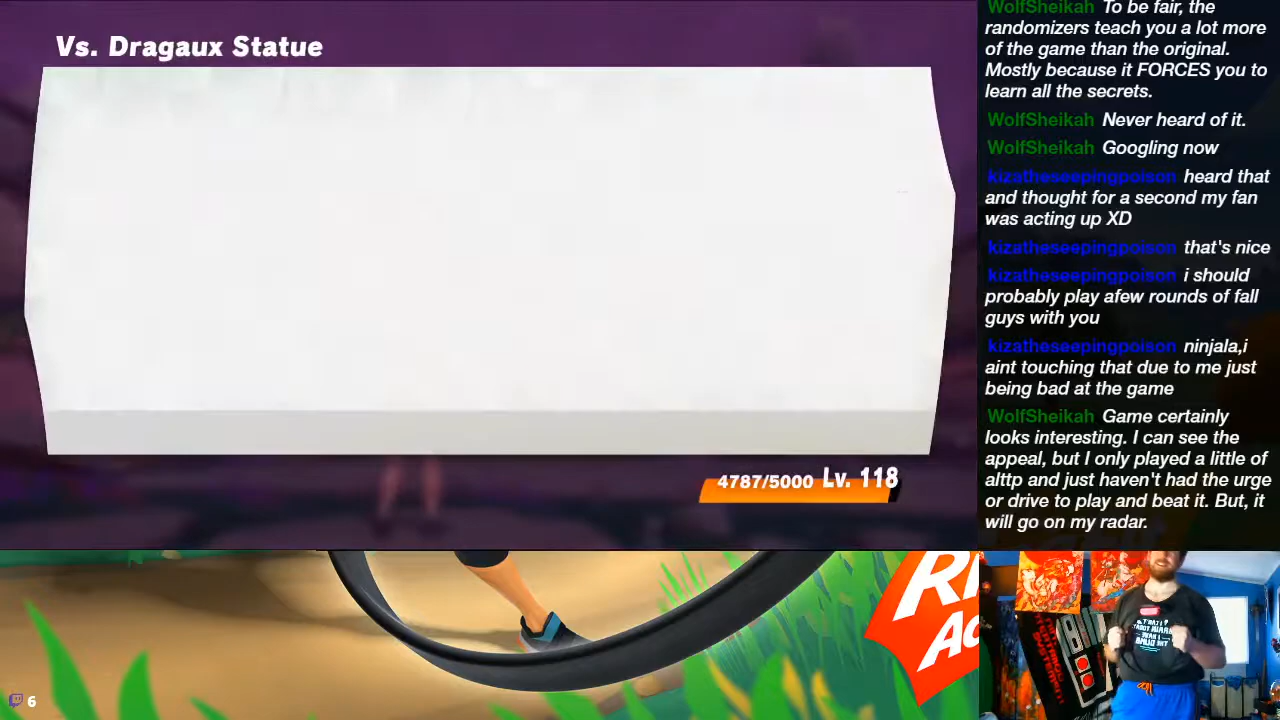 Vs. Dragaux Statue
4787/5000 Lv. 118
WolfSheikah To be fair, the
randomizers teach you a lot more
of the game than the original.
Mostly because it FORCES you to
learn all the secrets.
WolfSheikah Never heard of it.
WolfSheikah Googling now
kizatheseepingpoison heard that
and thought for a second my fan
was acting up XD
kizatheseepingpoison that's nice
kizatheseepingpoison i should
probably play afew rounds of fall
guys with you
kizatheseepingpoison ninjala,i
aint touching that due to me just
being bad at the game
WolfSheikah Game certainly
looks interesting. I can see the
appeal, but I only played a little of
alttp and just haven't had the urge
or drive to play and beat it. But, it
will go on my radar.
6